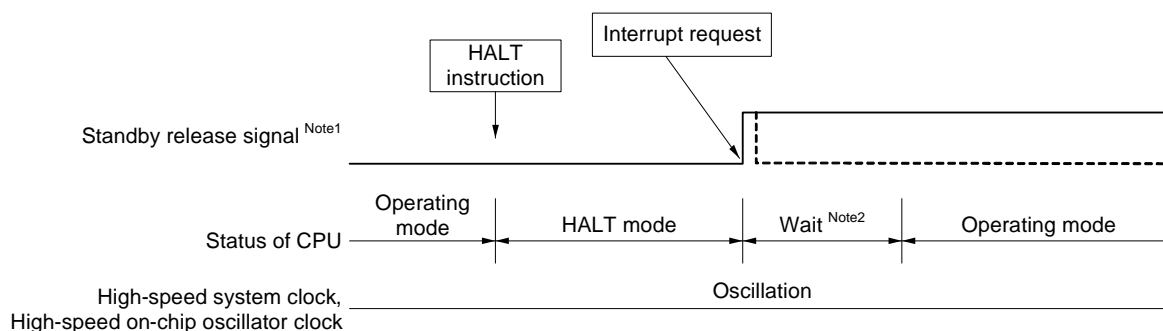 Interrupt request
HALT
instruction
Standby release signal Note1
Status of CPU
Operating
mode
HALT mode
Wait Note2
Operating mode
High-speed system clock,
High-speed on-chip oscillator clock
Oscillation